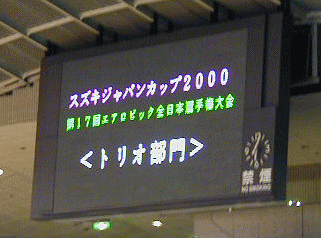 スズキジャパンカップ2000
第17回エアロビック全日本選手権大会
＜トリオ部門＞
禁煙
NO SMOKING